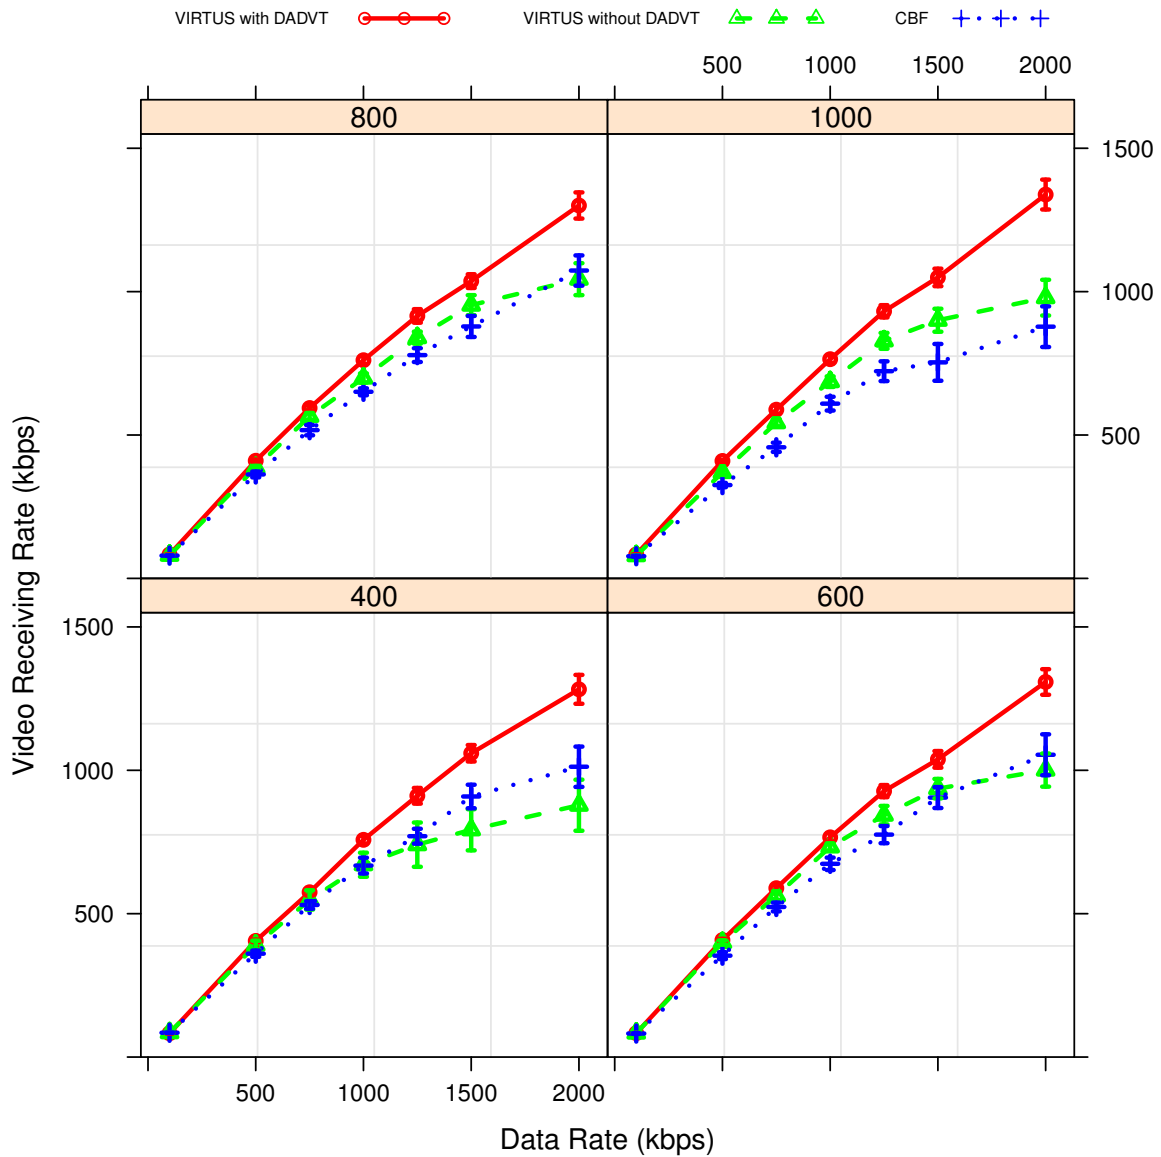 VIRTUS with DADVT VIRTUS without DADVT CBF
500 1000 1500 2000
800 1000
1500
1000
500
Video Receiving Rate (kbps)
400 600
1500
1000
500
500 1000 1500 2000
Data Rate (kbps)